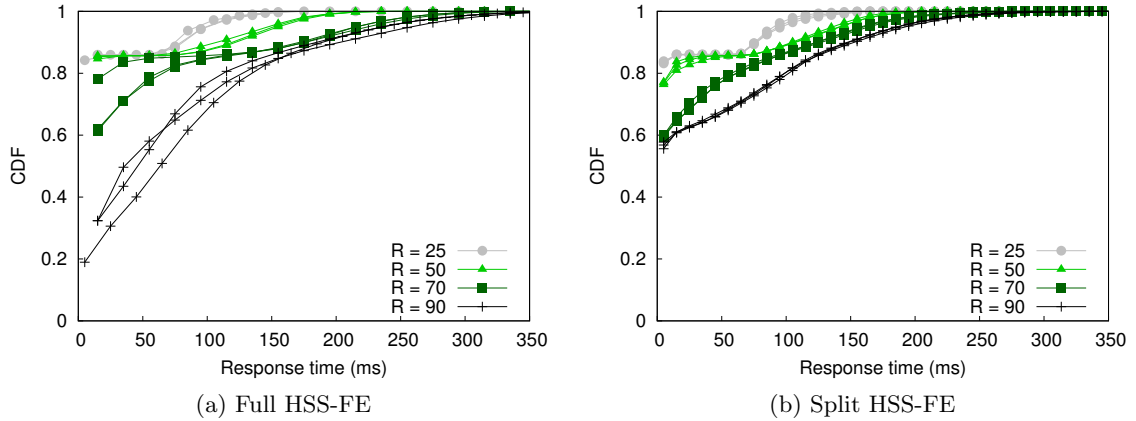 1
0.8
0.6
0.4
0.2
0
CDF
0 50 100 150 200 250 300 350
Response time (ms)
R = 25
R = 50
R = 70
R = 90
(a) Full HSS-FE
1
0.8
0.6
0.4
0.2
0
CDF
0 50 100 150 200 250 300 350
Response time (ms)
R = 25
R = 50
R = 70
R = 90
(b) Split HSS-FE